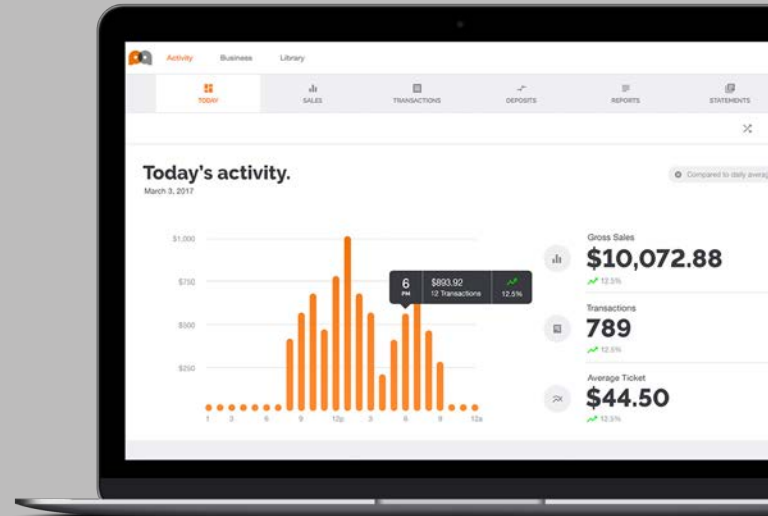 Activity Business Library
TODAY SALES TRANSACTIONS DEPOSITS REPORTS STATEMENTS
Today's activity.
March 3, 2017
Compared to daily averag
$1,000
$750
$500
$250
1 3 6 9 12p 3 6 9 12a
6 PM
$893.92
12 Transactions
12.5%
Gross Sales
$10,072.88
12.5%
Transactions
789
12.5%
Average Ticket
$44.50
12.5%